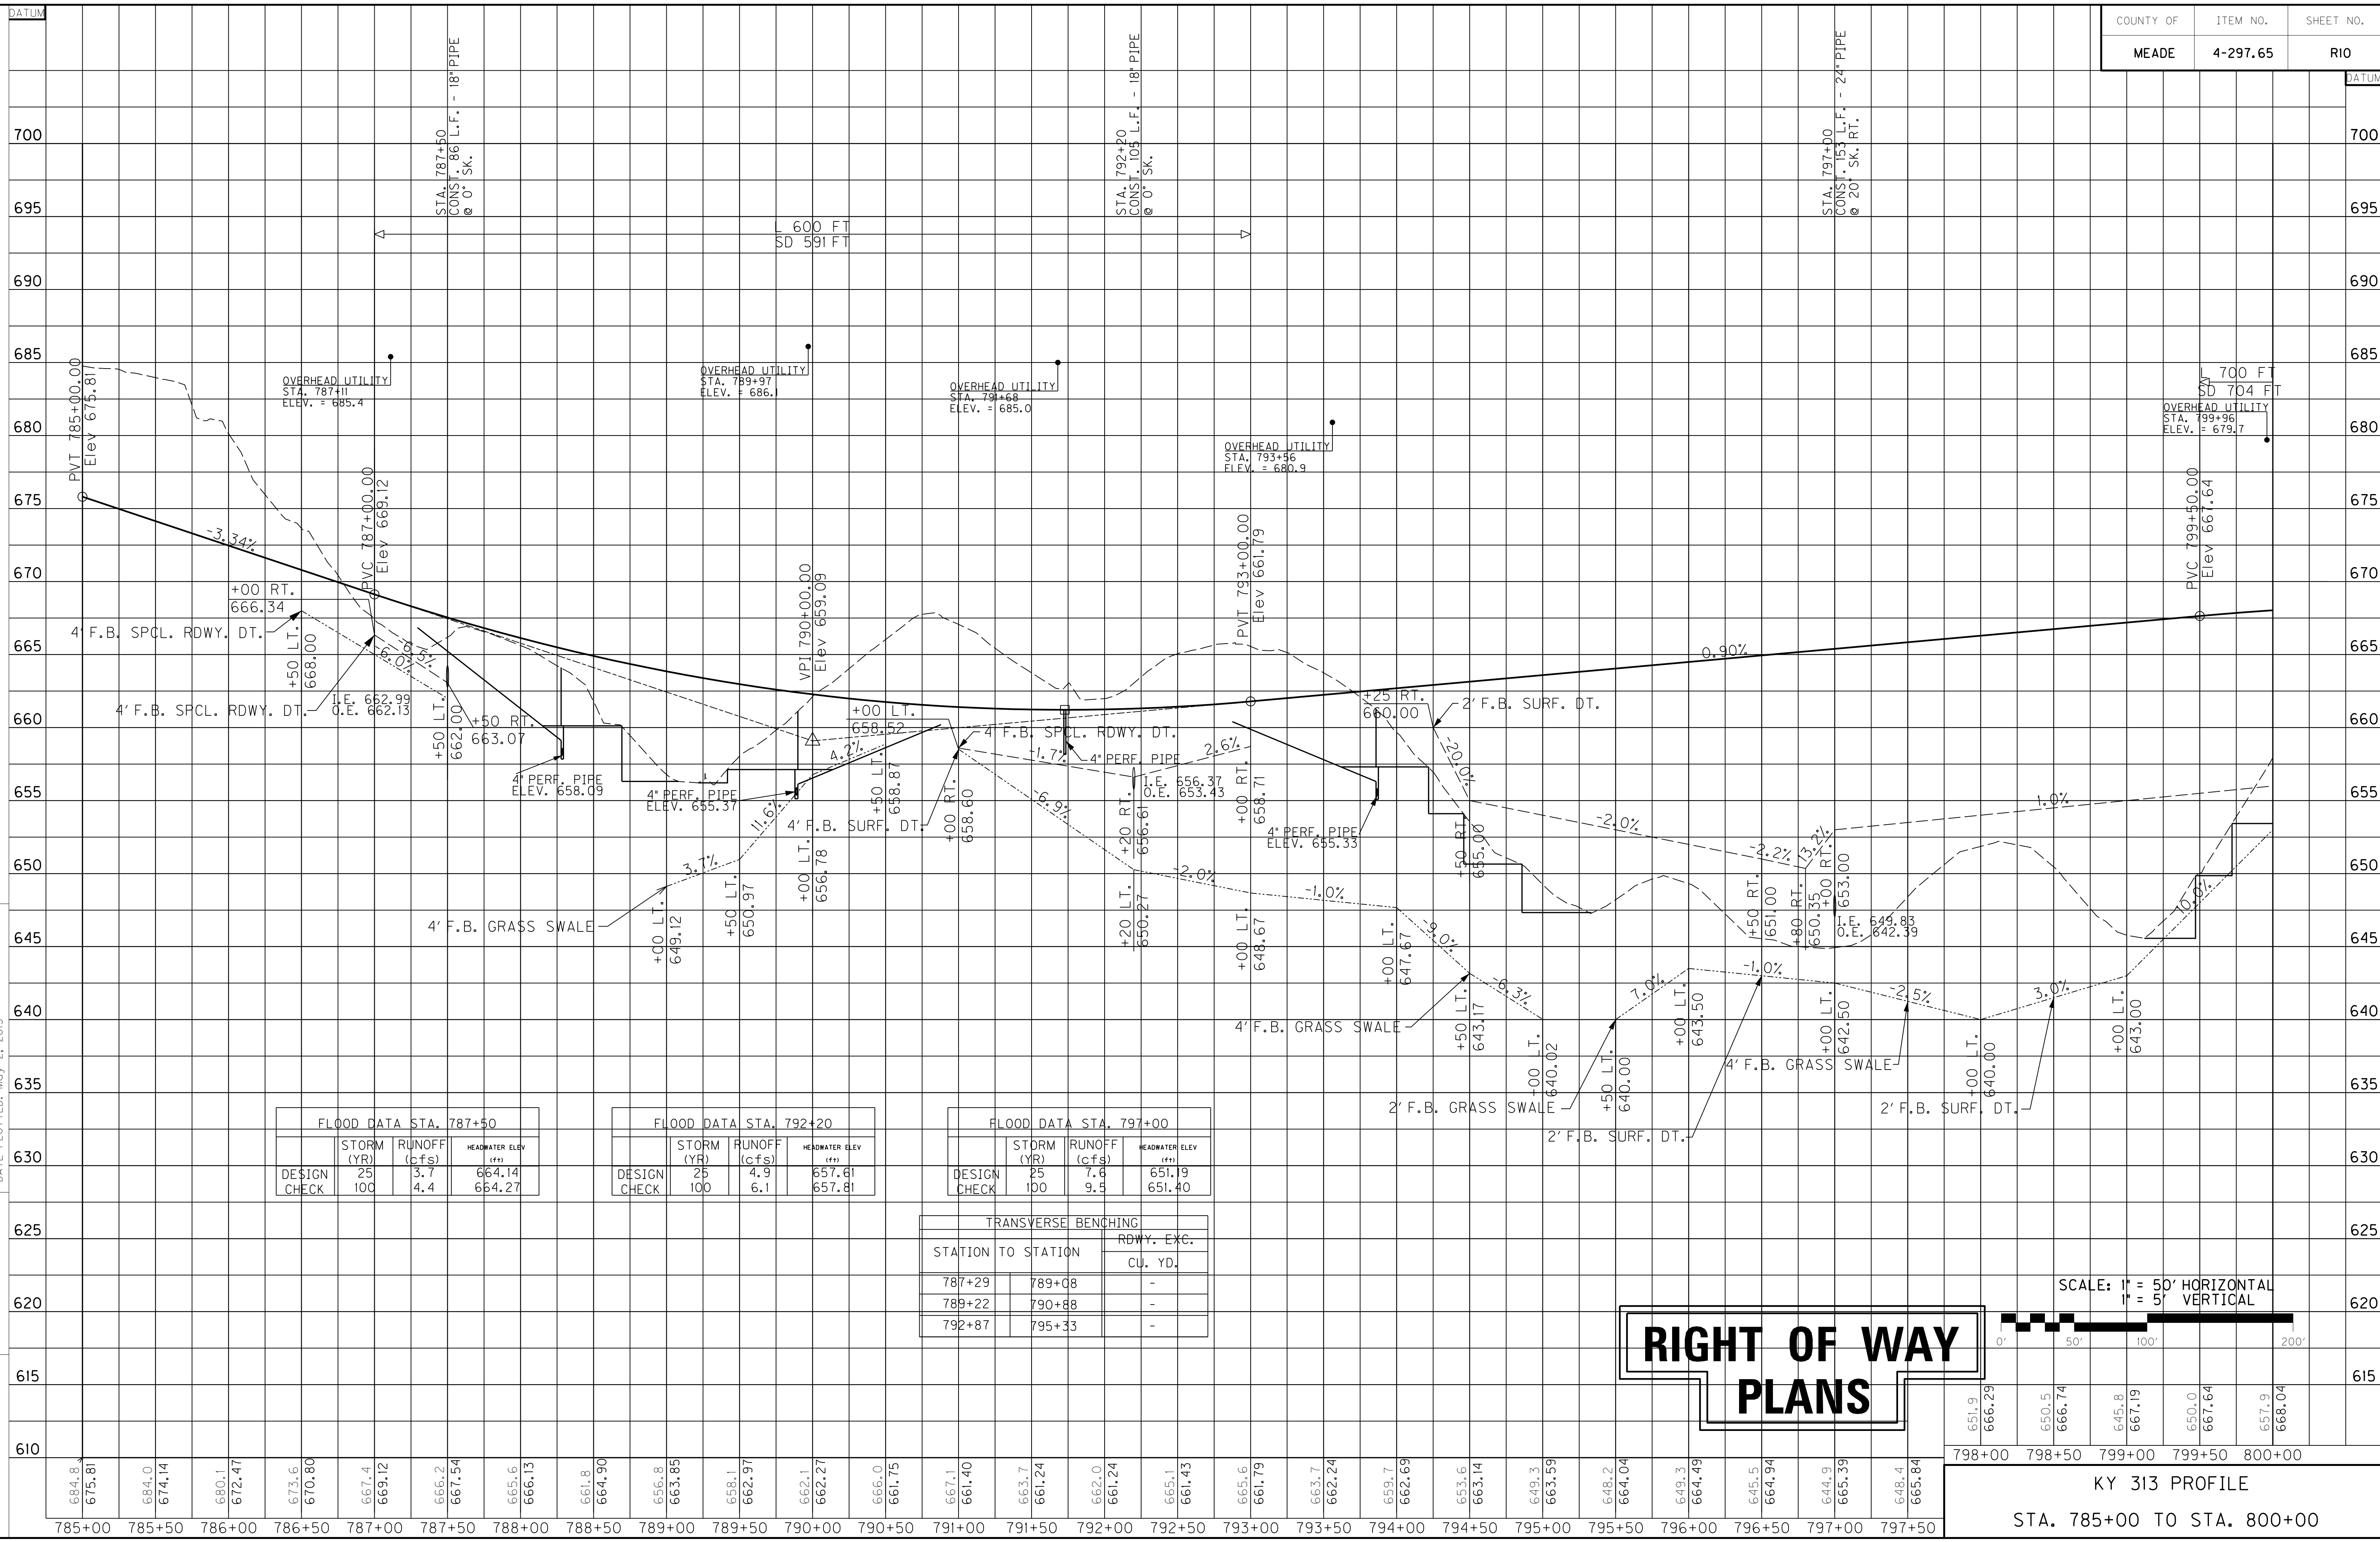 DATUM
COUNTY OF ITEM NO. SHEET NO.
MEADE 4-297.65 R10
DATUM
STA. 787+50
CONST. 86 L.F. - 18" PIPE
@ 0° SK.
STA. 792+20
CONST. 105 L.F. - 18" PIPE
@ 0° SK.
STA. 797+00
CONST. 153 L.F. - 24" PIPE
@ 20° SK. RT.
700 700
695 695
690 690
685 685
680 680
675 675
670 670
665 665
660 660
655 655
650 650
645 645
640 640
635 635
630 630
625 625
620 620
615 615
610
L 600 FT
SD 591 FT
L 700 FT
SD 704 FT
PVT 785+00.00
Elev 675.81
OVERHEAD UTILITY
STA. 787+11
ELEV. = 685.4
OVERHEAD UTILITY
STA. 789+97
ELEV. = 686.1
OVERHEAD UTILITY
STA. 791+68
ELEV. = 685.0
OVERHEAD UTILITY
STA. 793+56
ELEV. = 680.9
OVERHEAD UTILITY
STA. 799+96
ELEV. = 679.7
-3.34%
PVC 787+00.00
Elev 669.12
VPI 790+00.00
Elev 659.09
PVT 793+00.00
Elev 661.79
0.90%
PVC 799+50.00
Elev 667.64
+00 RT.
666.34
4' F.B. SPCL. RDWY. DT.
+50 LT.
668.00
-6.5%
-6.0%
4' F.B. SPCL. RDWY. DT.
I.E. 662.99
O.E. 662.13
+50 LT.
662.00
+50 RT.
663.07
4" PERF. PIPE
ELEV. 658.09
4" PERF. PIPE
ELEV. 655.37
4.2%
11.6%
3.7%
4' F.B. GRASS SWALE
+00 LT.
649.12
+50 LT.
650.97
+00 LT.
656.78
+50 LT.
658.87
+00 LT.
658.52
4' F.B. SPCL. RDWY. DT.
4' F.B. SURF. DT.
+00 RT.
658.60
-1.7%
4" PERF. PIPE
2.6%
I.E. 656.37
O.E. 653.43
-6.9%
+20 RT.
656.61
+20 LT.
650.27
-2.0%
+00 RT.
658.71
+00 LT.
648.67
-1.0%
4" PERF. PIPE
ELEV. 655.33
+25 RT.
660.00
2' F.B. SURF. DT.
-20.0%
+00 LT.
647.67
-9.0%
+50 RT.
655.00
-6.3%
4' F.B. GRASS SWALE
+50 LT.
643.17
-00 LT.
640.02
-2.0%
2' F.B. GRASS SWALE
+50 LT.
640.00
7.0%
+00 LT.
643.50
-1.0%
2' F.B. SURF. DT.
-2.2%
13.2%
+50 RT.
651.00
+80 RT.
650.35
+00 RT.
653.00
I.E. 649.83
O.E. 642.39
1.0%
+00 LT.
642.50
-2.5%
4' F.B. GRASS SWALE
+00 LT.
640.00
3.0%
2' F.B. SURF. DT.
+00 LT.
643.00
10.0%
FLOOD DATA STA. 787+50
STORM (YR) RUNOFF (cfs) HEADWATER ELEV (ft)
DESIGN 25 3.7 664.14
CHECK 100 4.4 664.27
FLOOD DATA STA. 792+20
STORM (YR) RUNOFF (cfs) HEADWATER ELEV (ft)
DESIGN 25 4.9 657.61
CHECK 100 6.1 657.81
FLOOD DATA STA. 797+00
STORM (YR) RUNOFF (cfs) HEADWATER ELEV (ft)
DESIGN 25 7.6 651.19
CHECK 100 9.5 651.40
TRANSVERSE BENCHING
STATION TO STATION RDWY. EXC.
CU. YD.
787+29 789+08 -
789+22 790+88 -
792+87 795+33 -
RIGHT OF WAY
PLANS
SCALE: 1" = 50' HORIZONTAL
1" = 5' VERTICAL
0' 50' 100' 200'
684.8 684.0 680.1 673.6 667.4 666.2 665.6 661.8 656.8 658.1 662.1 666.0 667.1 663.7 662.0 665.1 665.6 663.7 659.7 653.6 649.3 648.2 649.3 645.5 644.9 648.4
675.81 674.14 672.47 670.80 669.12 667.54 666.13 664.90 663.85 662.97 662.27 661.75 661.40 661.24 661.24 661.43 661.79 662.24 662.69 663.14 663.59 664.04 664.49 664.94 665.39 665.84
785+00 785+50 786+00 786+50 787+00 787+50 788+00 788+50 789+00 789+50 790+00 790+50 791+00 791+50 792+00 792+50 793+00 793+50 794+00 794+50 795+00 795+50 796+00 796+50 797+00 797+50
651.9 650.5 645.8 650.0 657.9
666.29 666.74 667.19 667.64 668.04
798+00 798+50 799+00 799+50 800+00
KY 313 PROFILE
STA. 785+00 TO STA. 800+00